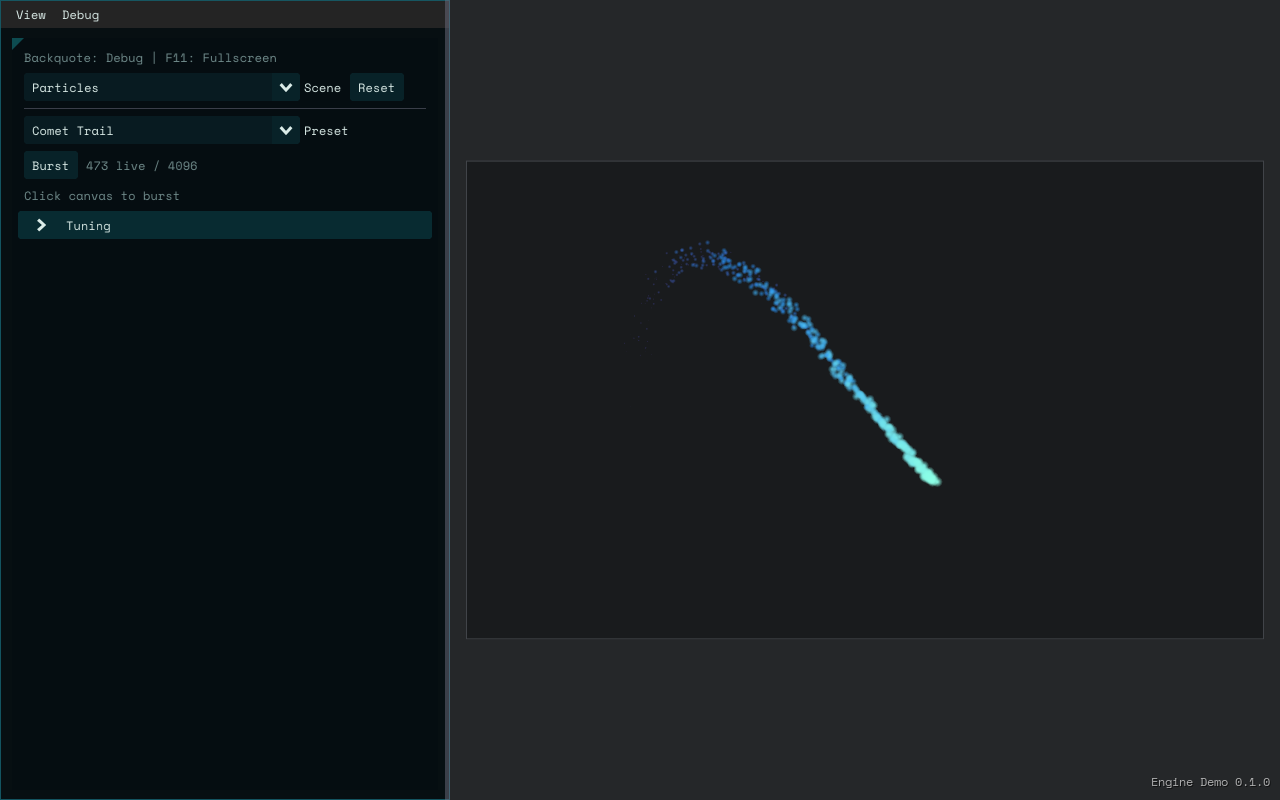 View Debug
Backquote: Debug | F11: Fullscreen
Particles Scene Reset
Comet Trail Preset
Burst 473 live / 4096
Click canvas to burst
Tuning
Engine Demo 0.1.0